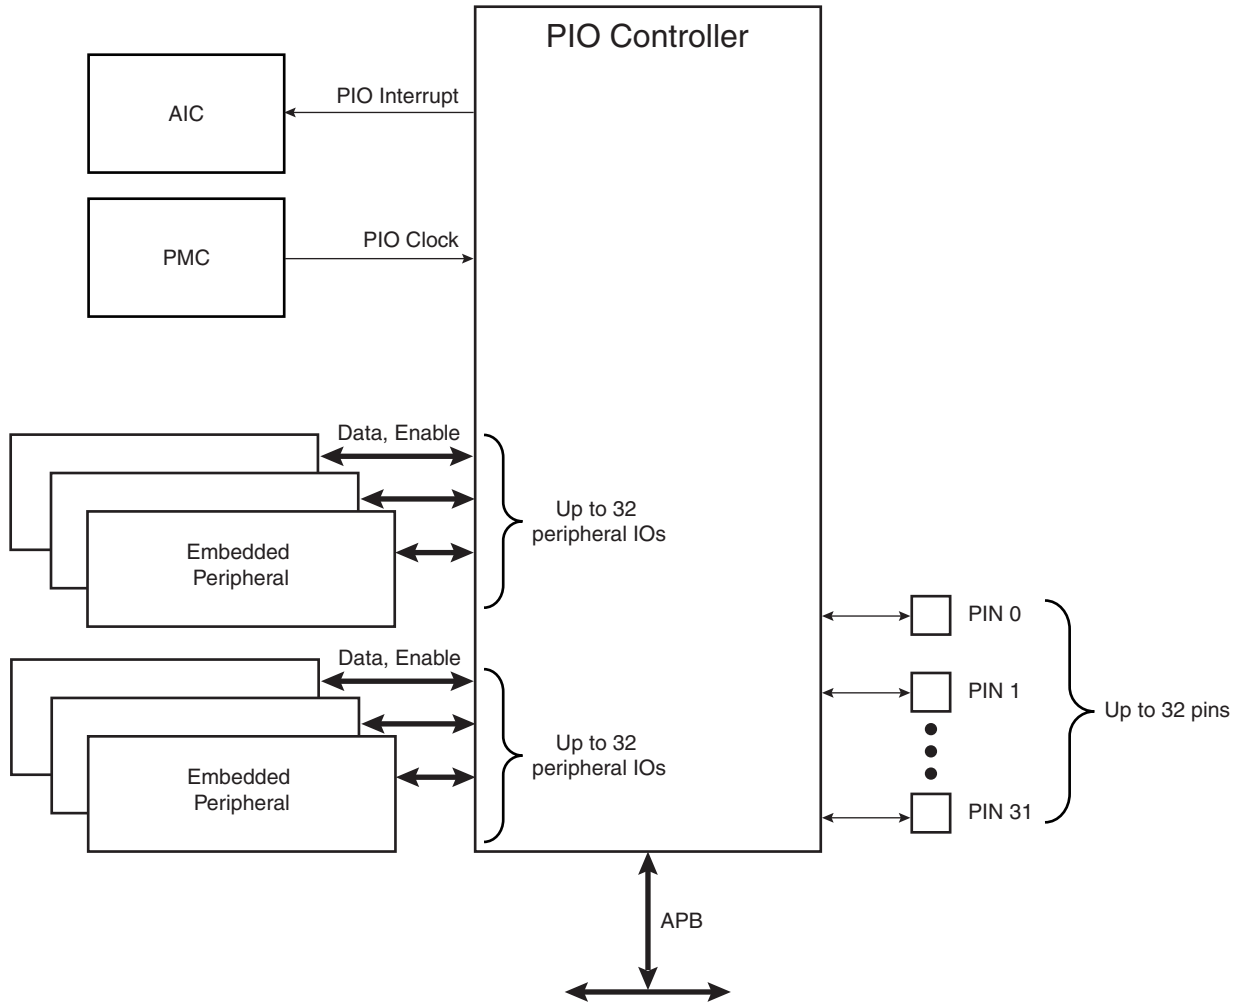 PIO Controller
PIO Interrupt
AIC
PIO Clock
PMC
Data, Enable
Up to 32
peripheral IOs
Embedded
Peripheral
PIN 0
Data, Enable
PIN 1
Up to 32 pins
Up to 32
peripheral IOs
Embedded
Peripheral
PIN 31
APB